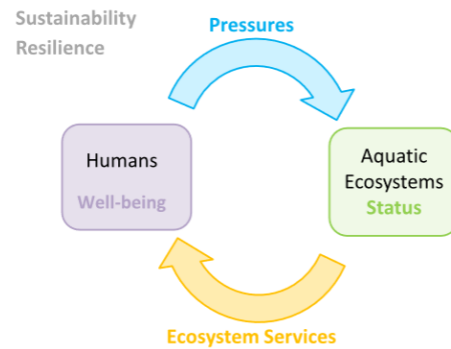 Sustainability
Resilience
Pressures
Humans
Well-being
Aquatic
Ecosystems
Status
Ecosystem Services